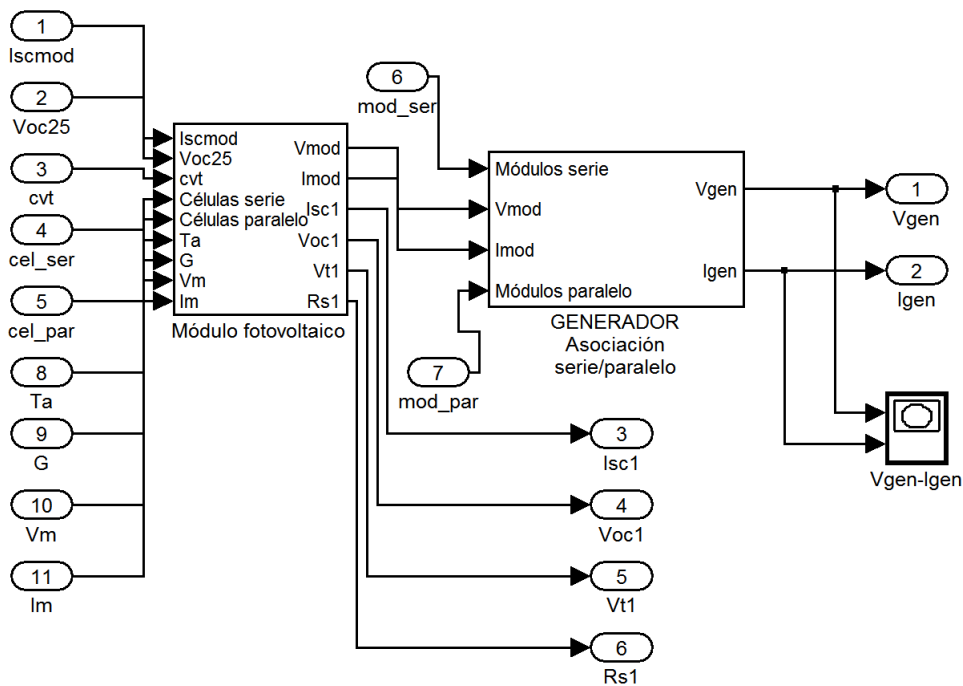 1
Iscmod
2
Voc25
3
cvt
4
cel_ser
5
cel_par
8
Ta
9
G
10
Vm
11
Im
Iscmod
Voc25
cvt
Células serie
Células paralelo
Ta
G
Vm
Im
Vmod
Imod
Isc1
Voc1
Vt1
Rs1
Módulo fotovoltaico
6
mod_ser
7
mod_par
Módulos serie
Vmod
Imod
Módulos paralelo
Vgen
Igen
GENERADOR
Asociación
serie/paralelo
1
Vgen
2
Igen
Vgen-Igen
3
Isc1
4
Voc1
5
Vt1
6
Rs1